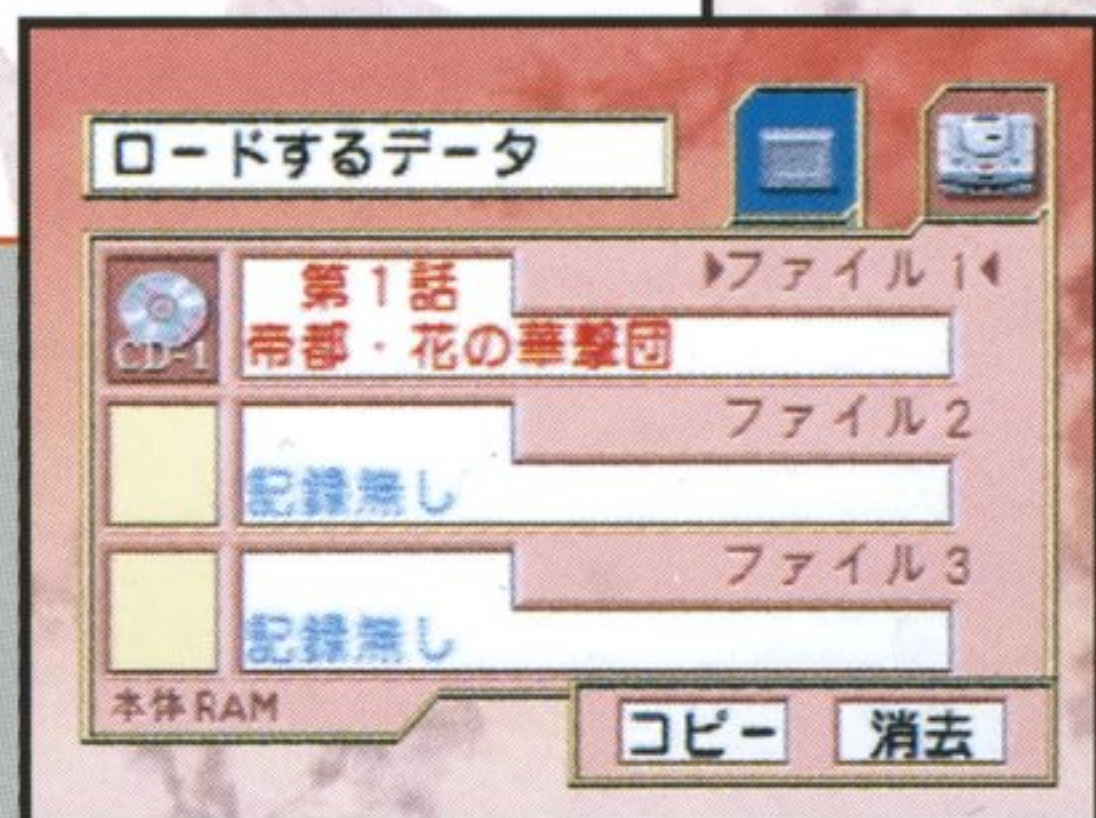 ロードするデータ
ファイル 1
第1話
CD-1
帝都・花の華撃団
ファイル 2
記録無し
ファイル 3
記録無し
本体RAM
コピー 消去